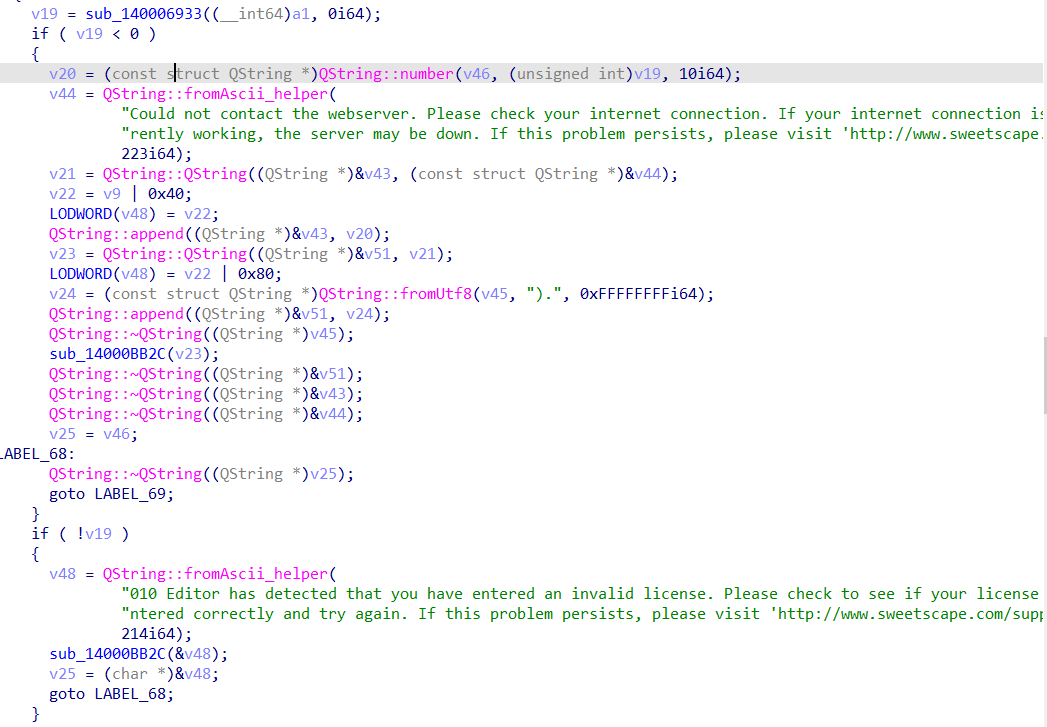 {
v19 = sub_140006933((__int64)a1, 0i64);
if ( v19 < 0 )
{
v20 = (const struct QString *)QString::number(v46, (unsigned int)v19, 10i64);
v44 = QString::fromAscii_helper(
"Could not contact the webserver. Please check your internet connection. If your internet connection is
"rently working, the server may be down. If this problem persists, please visit 'http://www.sweetscape.
223i64);
v21 = QString::QString((QString *)&v43, (const struct QString *)&v44);
v22 = v9 | 0x40;
LODWORD(v48) = v22;
QString::append((QString *)&v43, v20);
v23 = QString::QString((QString *)&v51, v21);
LODWORD(v48) = v22 | 0x80;
v24 = (const struct QString *)QString::fromUtf8(v45, ").", 0xFFFFFFFFi64);
QString::append((QString *)&v51, v24);
QString::~QString((QString *)v45);
sub_14000BB2C(v23);
QString::~QString((QString *)&v51);
QString::~QString((QString *)&v43);
QString::~QString((QString *)&v44);
v25 = v46;
LABEL_68:
QString::~QString((QString *)v25);
goto LABEL_69;
}
if ( !v19 )
{
v48 = QString::fromAscii_helper(
"010 Editor has detected that you have entered an invalid license. Please check to see if your license
"ntered correctly and try again. If this problem persists, please visit 'http://www.sweetscape.com/supp
214i64);
sub_14000BB2C(&v48);
v25 = (char *)&v48;
goto LABEL_68;
}